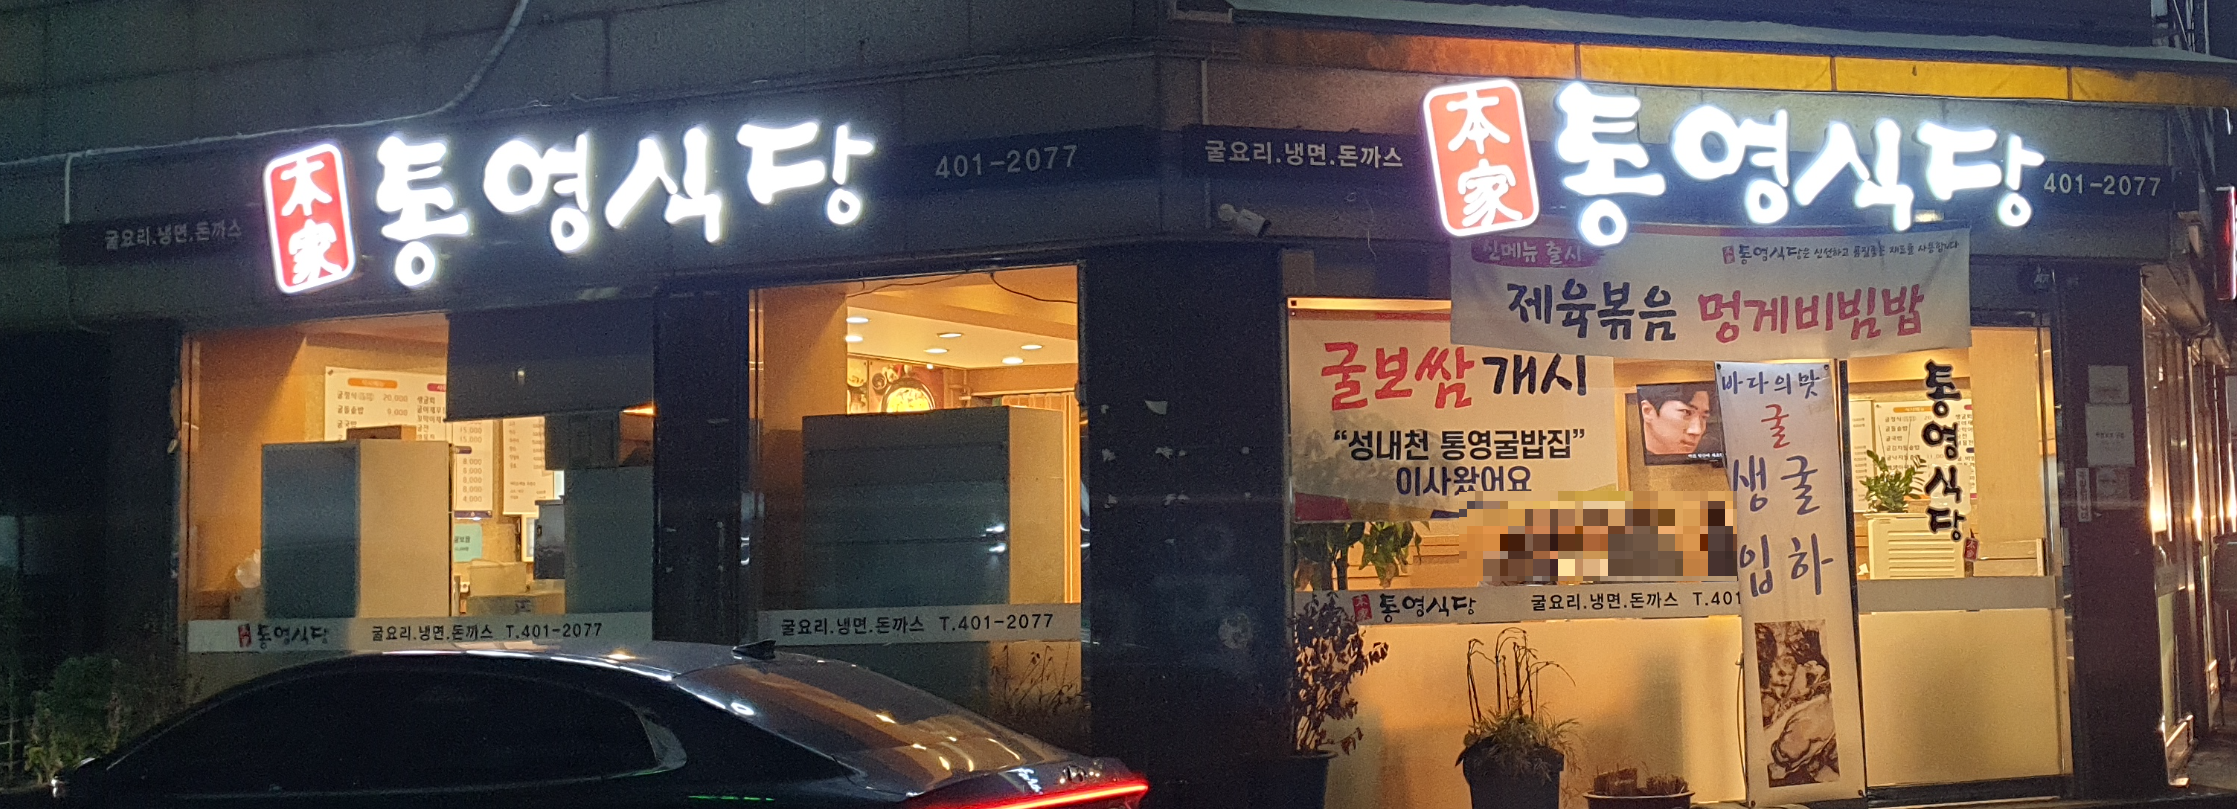 本家 통영식당
401-2077
굴요리.냉면.돈까스
굴요리.냉면.돈까스
本家 통영식당
401-2077
신메뉴 출시
통영식당은 신선하고 품질좋은 재료를 사용합니다
제육볶음 멍게비빔밥
굴보쌈 개시
“성내천 통영굴밥집”
이사왔어요
바다의맛
굴
생굴
입하
통영식당
本家 통영식당 굴요리.냉면.돈까스 T.401-2077
굴요리.냉면.돈까스 T.401-2077
本家 통영식당 굴요리.냉면.돈까스 T.401